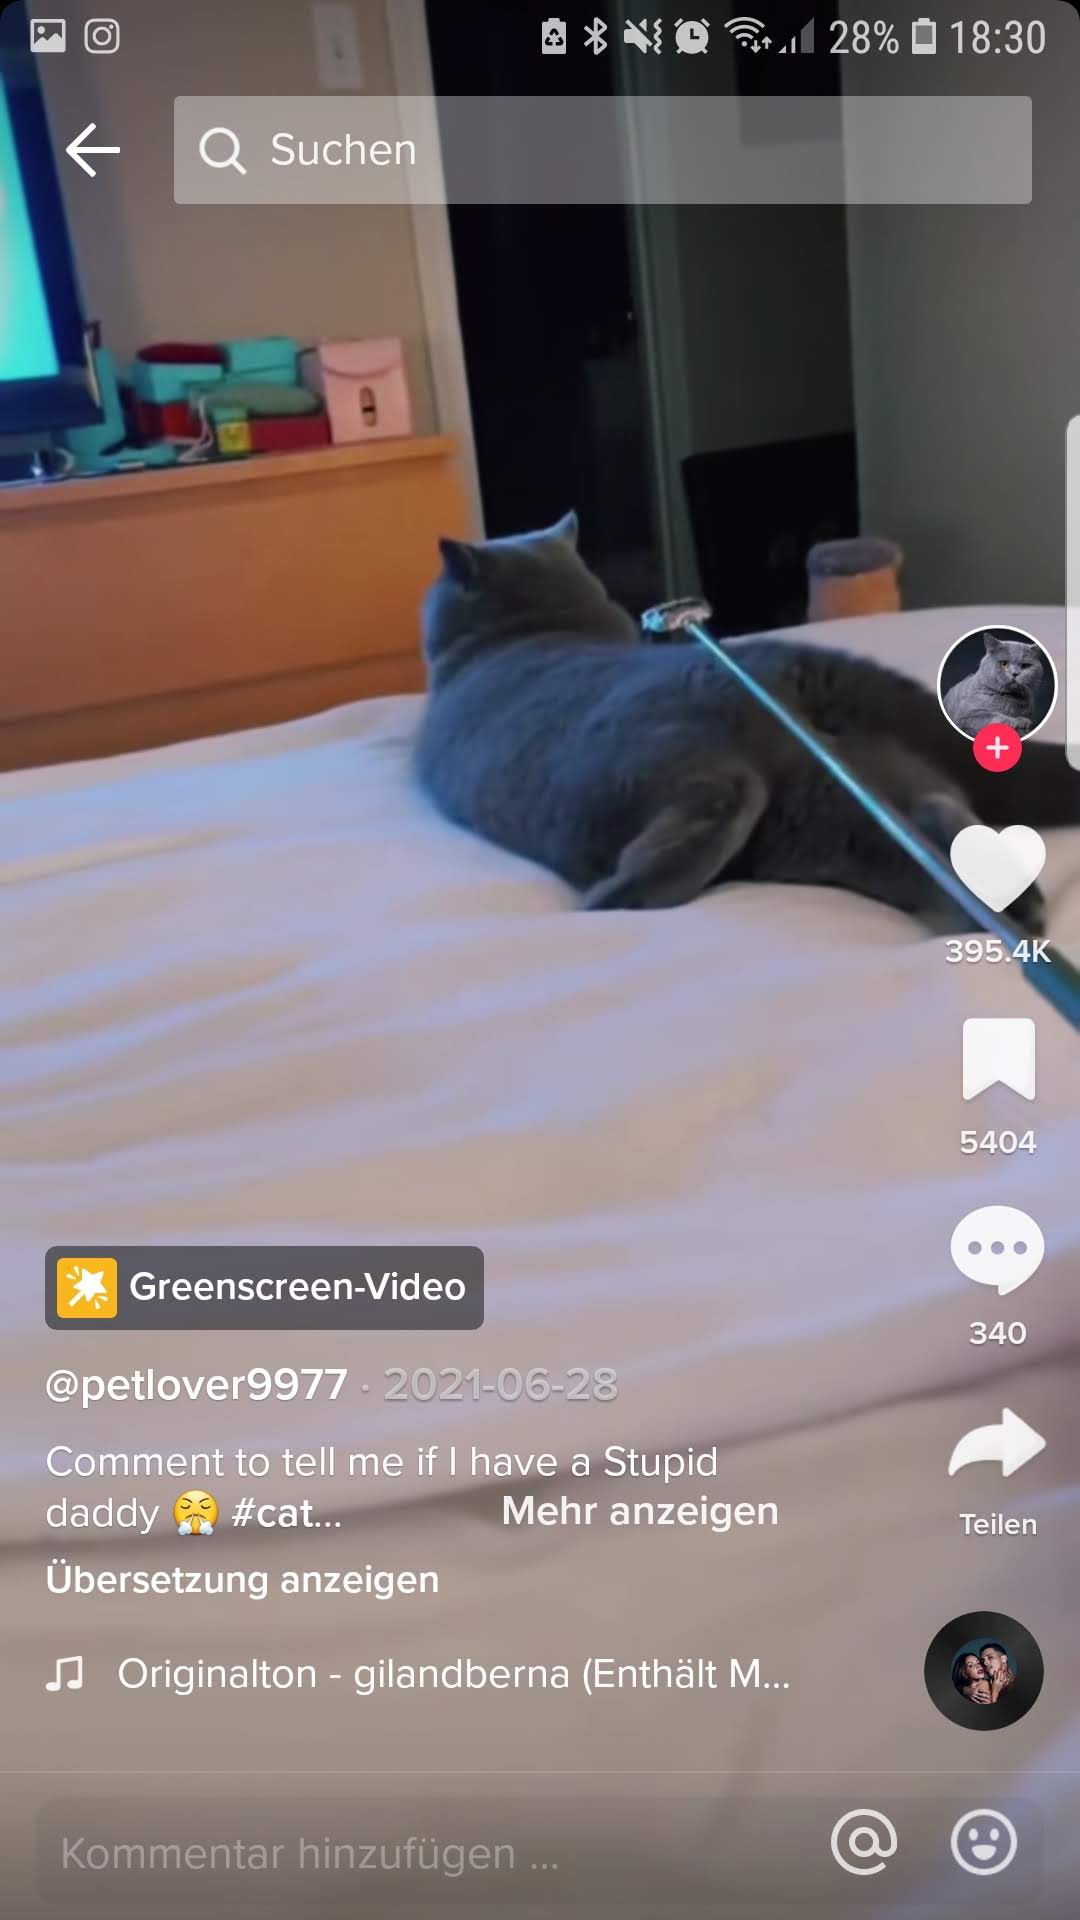 28% 18:30
Suchen
395.4K
5404
340
Greenscreen-Video
@petlover9977 · 2021-06-28
Comment to tell me if I have a Stupid
daddy 😤 #cat... Mehr anzeigen
Teilen
Übersetzung anzeigen
Originalton - gilandberna (Enthält M...
Kommentar hinzufügen ...